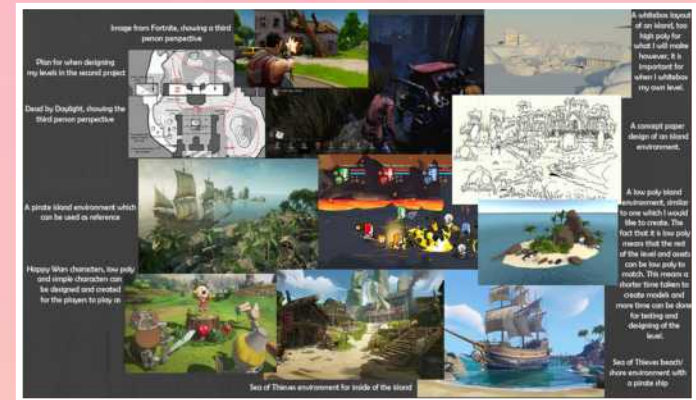 Image from Fortnite, showing a third
person perspective
Plan for when designing
my levels in the second project
Dead by Daylight, showing the
third person perspective
A pirate island environment which
can be used as reference
Happy Wars characters, low poly
and simple characters can
be designed and created
for the players to play as
Sea of Thieves environment for inside of the island
A whitebox layout
of an island, too
high poly for
what I will make
however, it is
important for
when I whitebox
my own level.
A concept paper
design of an island
environment.
A low poly island
environment, similar
to one which I would
like to create. The
fact that it is low poly
means that the rest
of the level and assets
can be low poly to
match. This means a
shorter time taken to
create models and
more time can be done
for testing and
designing of the
level.
Sea of Thieves beach/
shore environment with
a pirate ship